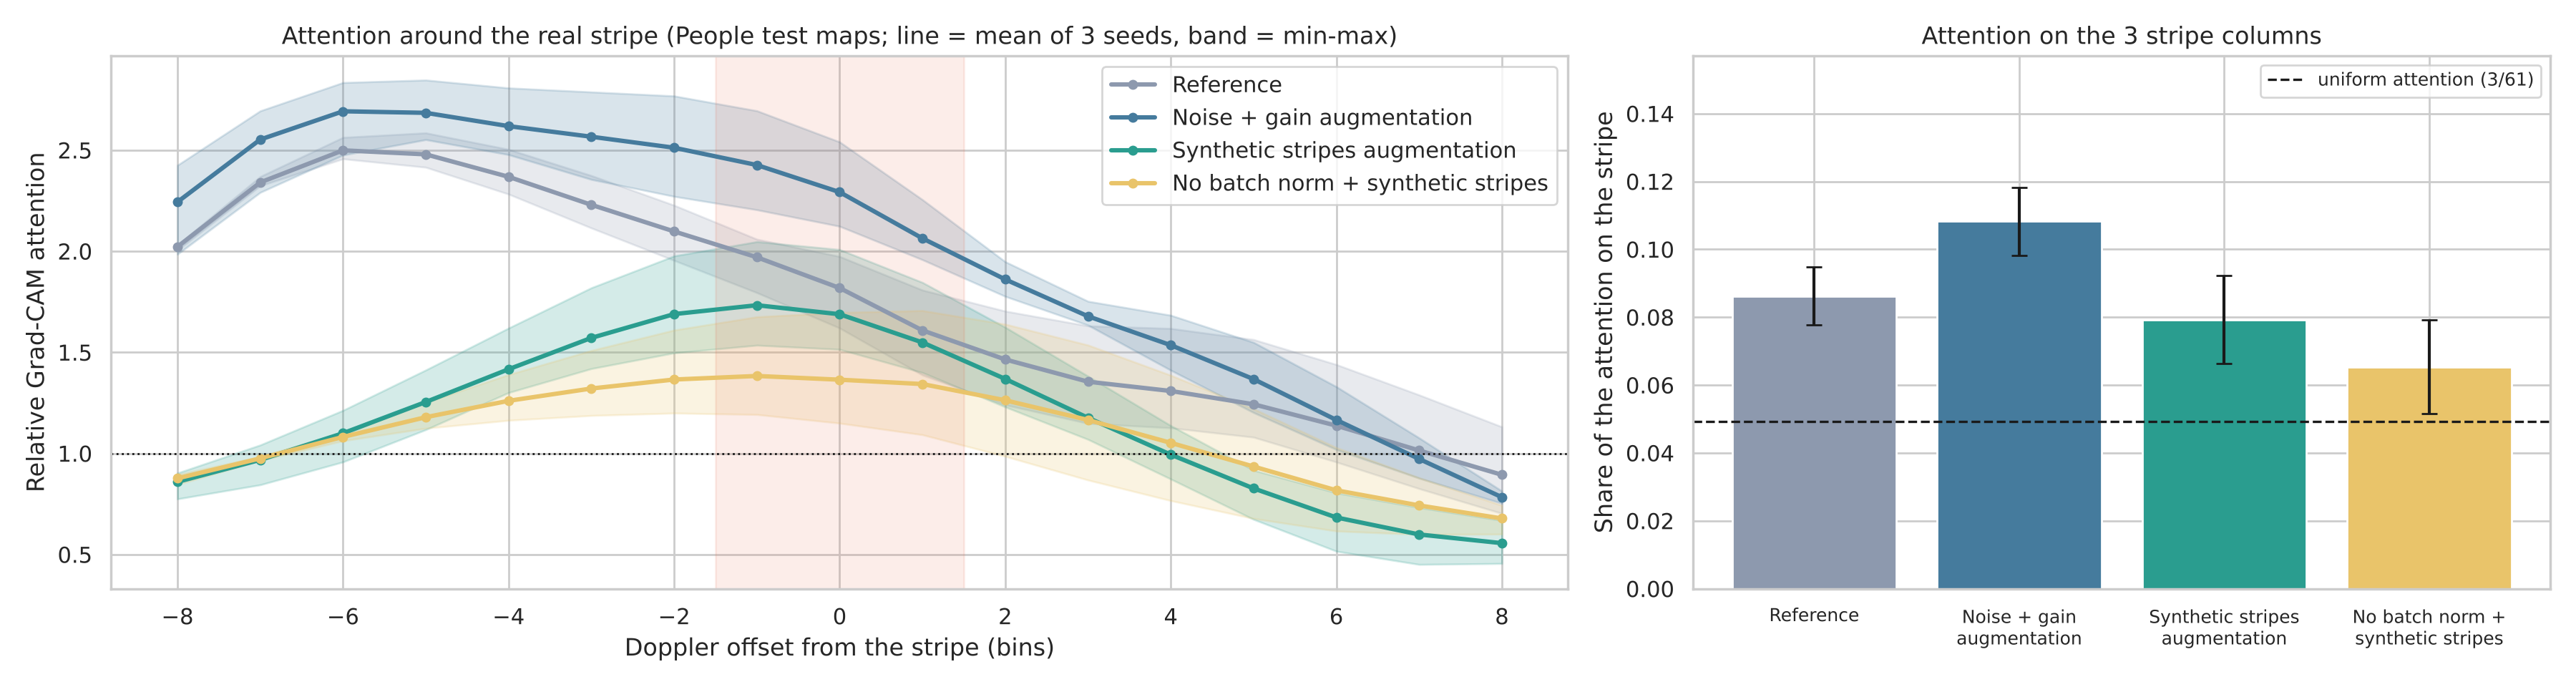 Attention around the real stripe (People test maps; line = mean of 3 seeds, band = min-max)
Relative Grad-CAM attention
2.5
2.0
1.5
1.0
0.5
Reference
Noise + gain augmentation
Synthetic stripes augmentation
No batch norm + synthetic stripes
−8
−6
−4
−2
0
2
4
6
8
Doppler offset from the stripe (bins)
Attention on the 3 stripe columns
Share of the attention on the stripe
uniform attention (3/61)
0.14
0.12
0.10
0.08
0.06
0.04
0.02
0.00
Reference
Noise + gain
augmentation
Synthetic stripes
augmentation
No batch norm +
synthetic stripes